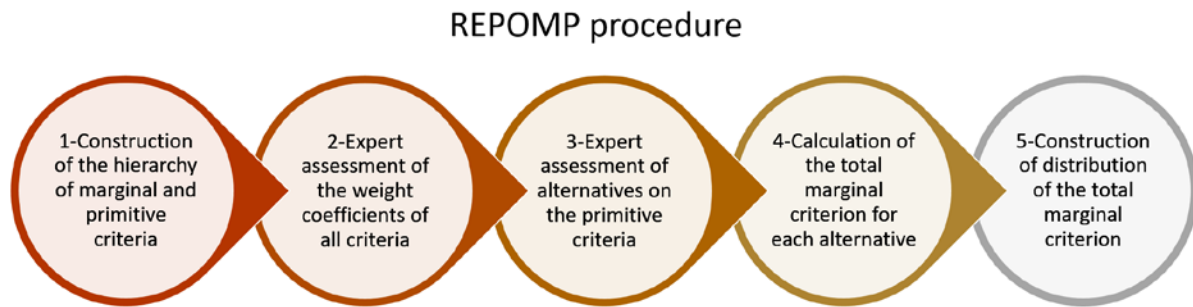 REPOMP procedure
1-Construction
of the hierarchy
of marginal and
primitive
criteria
2-Expert
assessment of
the weight
coefficients of
all criteria
3-Expert
assessment of
alternatives on
the primitive
criteria
4-Calculation of
the total
marginal
criterion for
each alternative
5-Construction
of distribution
of the total
marginal
criterion